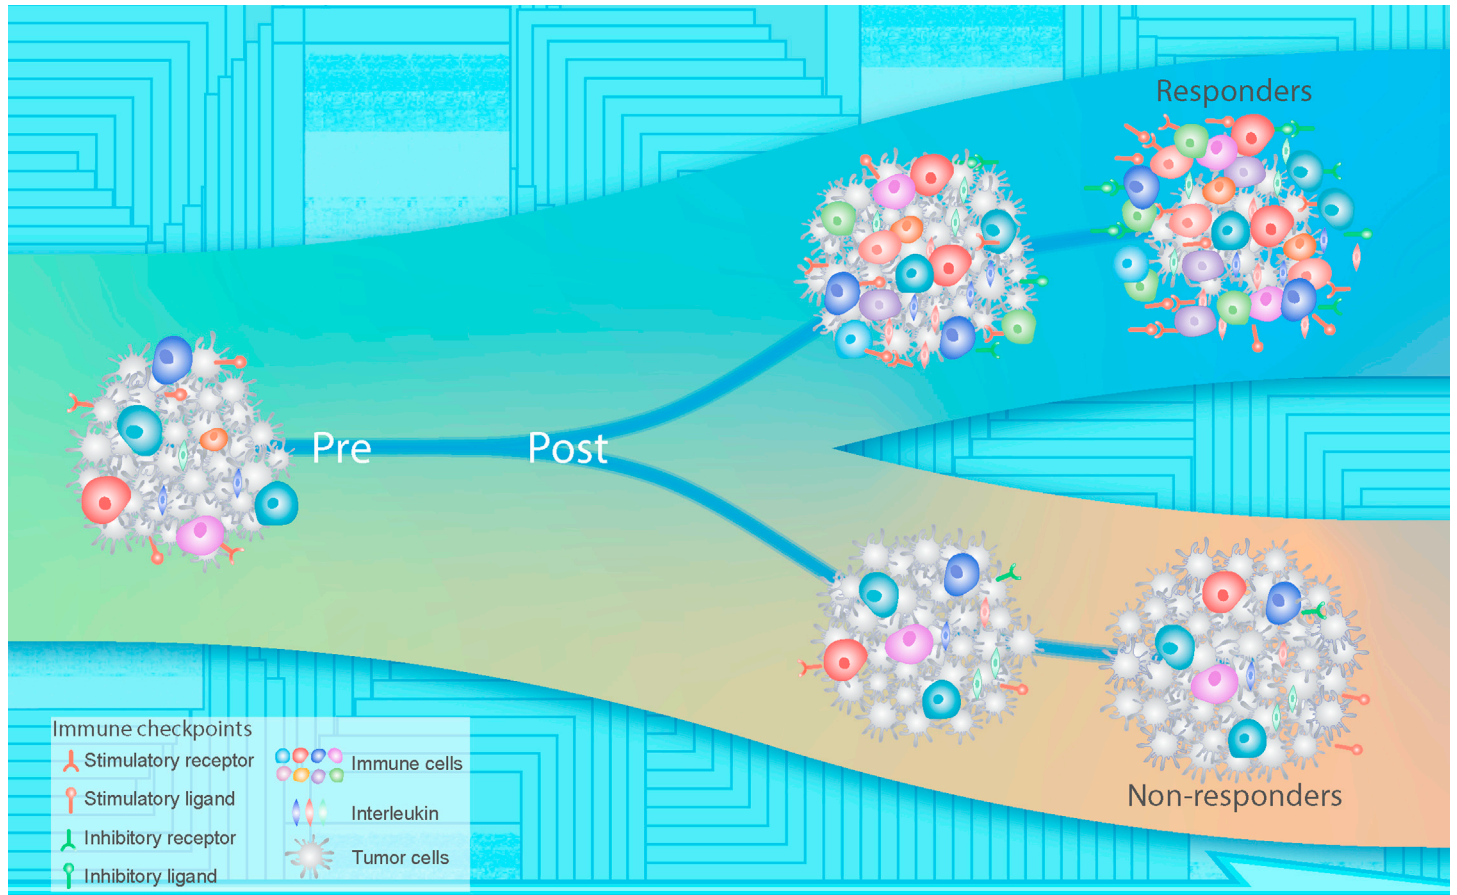 Responders
Pre
Post
Non-responders
Immune checkpoints
Stimulatory receptor
Stimulatory ligand
Inhibitory receptor
Inhibitory ligand
Immune cells
Interleukin
Tumor cells